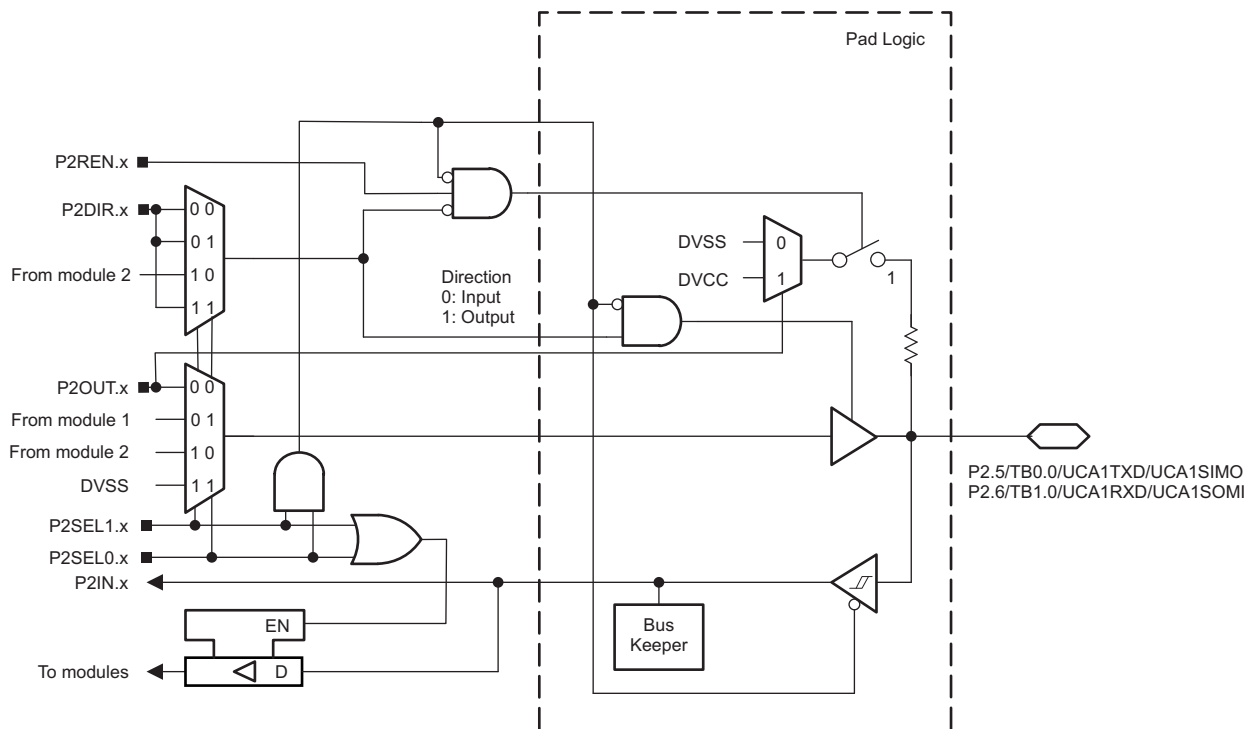 Pad Logic
P2REN.x
P2DIR.x
0 0
0 1
From module 2
1 0
1 1
Direction
0: Input
1: Output
DVSS
0
DVCC
1
1
P2OUT.x
0 0
From module 1
0 1
From module 2
1 0
DVSS
1 1
P2SEL1.x
P2SEL0.x
P2IN.x
P2.5/TB0.0/UCA1TXD/UCA1SIMO
P2.6/TB1.0/UCA1RXD/UCA1SOMI
Bus
Keeper
EN
To modules
D